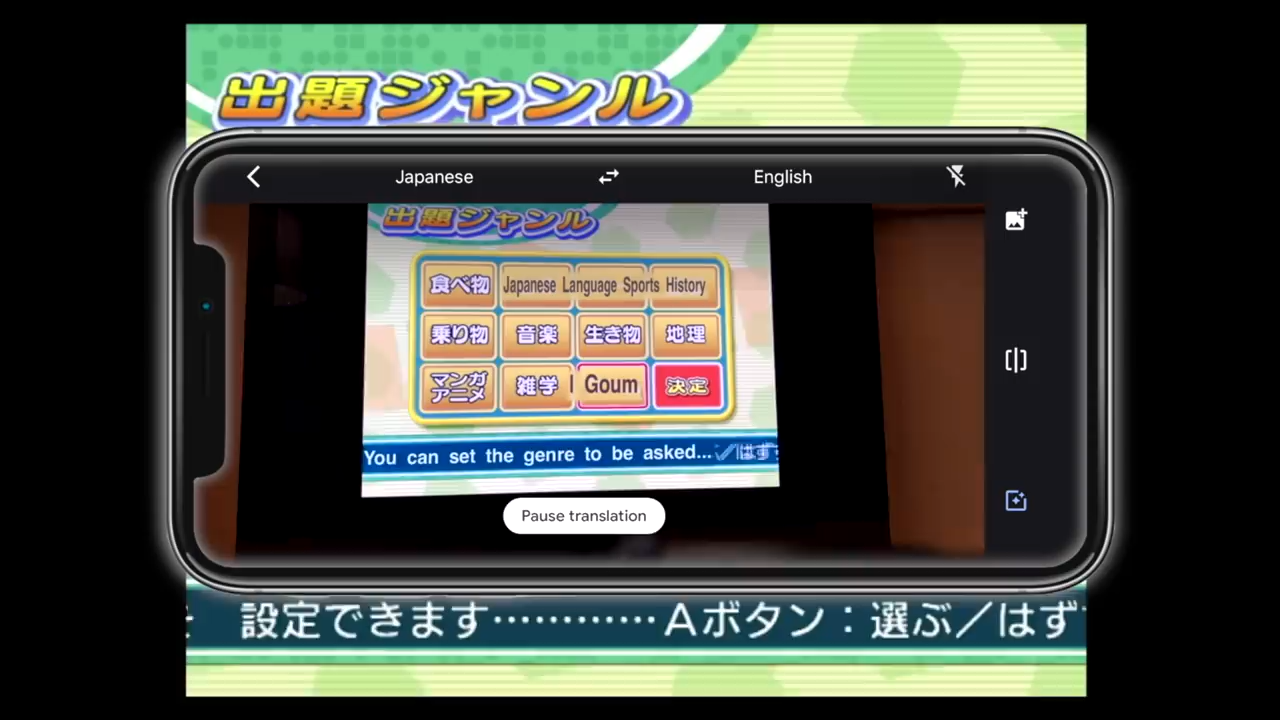 出題ジャンル
Japanese
English
出題ジャンル
食べ物 Japanese Language Sports History
乗り物 音楽 生き物 地理
マンガ
アニメ
雑学 Goum 決定
You can set the genre to be asked...／はず
Pause translation
設定できます…………Aボタン：選ぶ／はず